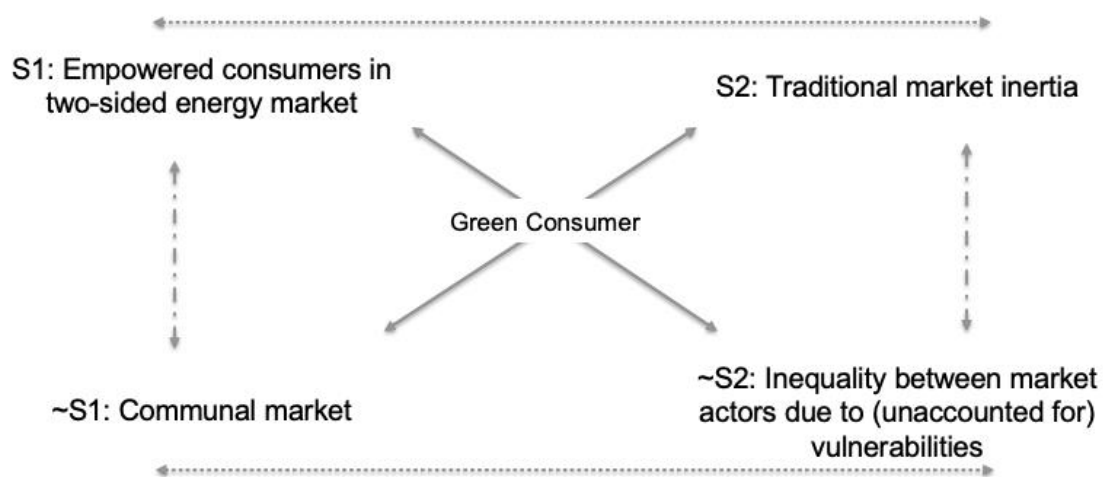 S1: Empowered consumers in
two-sided energy market
S2: Traditional market inertia
Green Consumer
~S1: Communal market
~S2: Inequality between market
actors due to (unaccounted for)
vulnerabilities